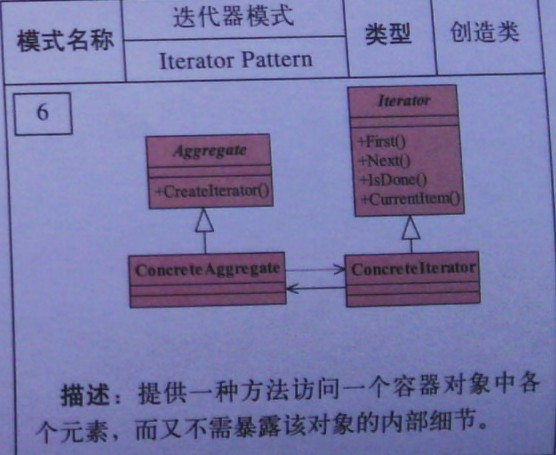 模式名称
迭代器模式
Iterator Pattern
类型
创造类
6
Aggregate
+CreateIterator()
Iterator
+First()
+Next()
+IsDone()
+CurrentItem()
ConcreteAggregate
ConcreteIterator
描述：提供一种方法访问一个容器对象中各
个元素，而又不需暴露该对象的内部细节。